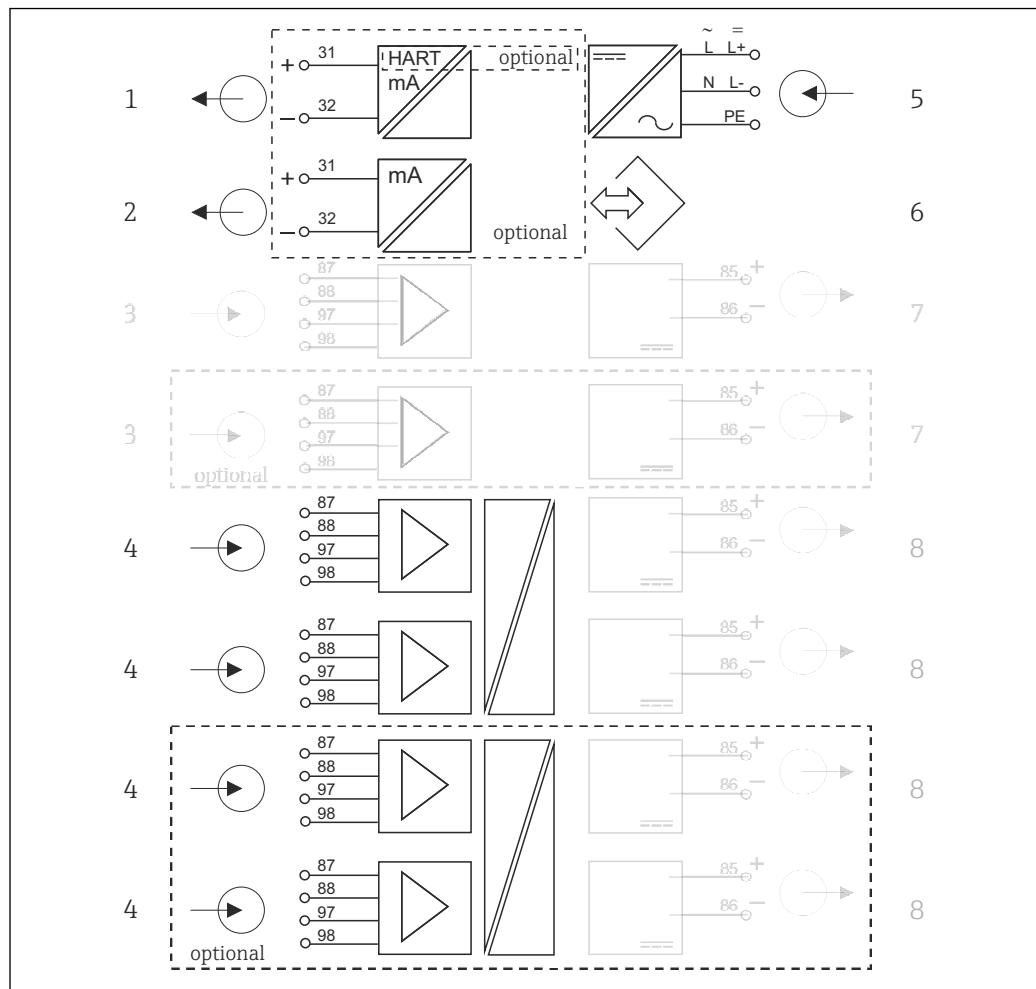 ~ =
31 HART optional L L+
+ mA
1 32 N L- 5
− PE
31 mA
+
2 32 6
− optional
87 85 +
88
3 97 86 − 7
98
87 85 +
88
3 97 86 − 7
98
optional
87 85 +
88
4 97 86 − 8
98
87 85 +
88
4 97 86 − 8
98
87 85 +
88
4 97 86 − 8
98
87 85 +
88
4 97 86 − 8
98
optional